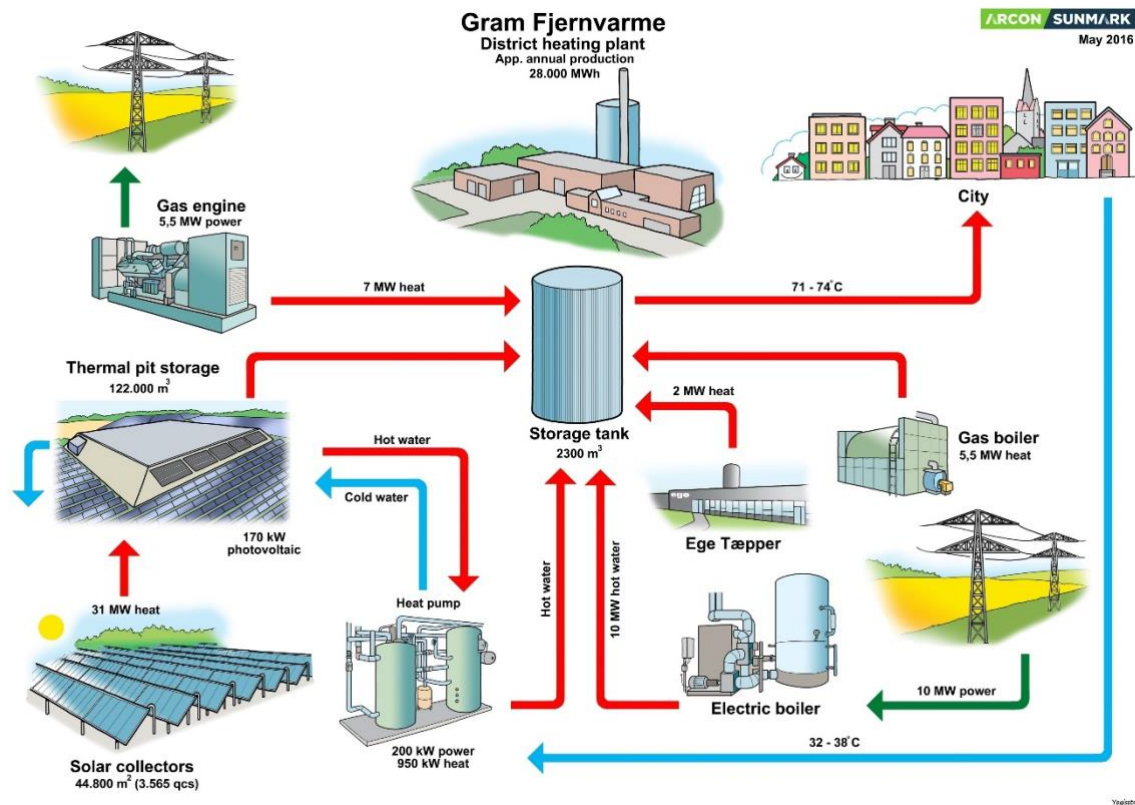 Gram Fjernvarme
District heating plant
App. annual production
28.000 MWh
ARCON SUNMARK
May 2016
Gas engine
5,5 MW power
City
7 MW heat
71 - 74°C
Thermal pit storage
122.000 m³
2 MW heat
Storage tank
2300 m³
Gas boiler
5,5 MW heat
Hot water
Cold water
ege
Ege Tæpper
170 kW
photovoltaic
31 MW heat
Heat pump
Hot water
10 MW hot water
10 MW power
Electric boiler
32 - 38°C
200 kW power
950 kW heat
Solar collectors
44.800 m² (3.565 qcs)